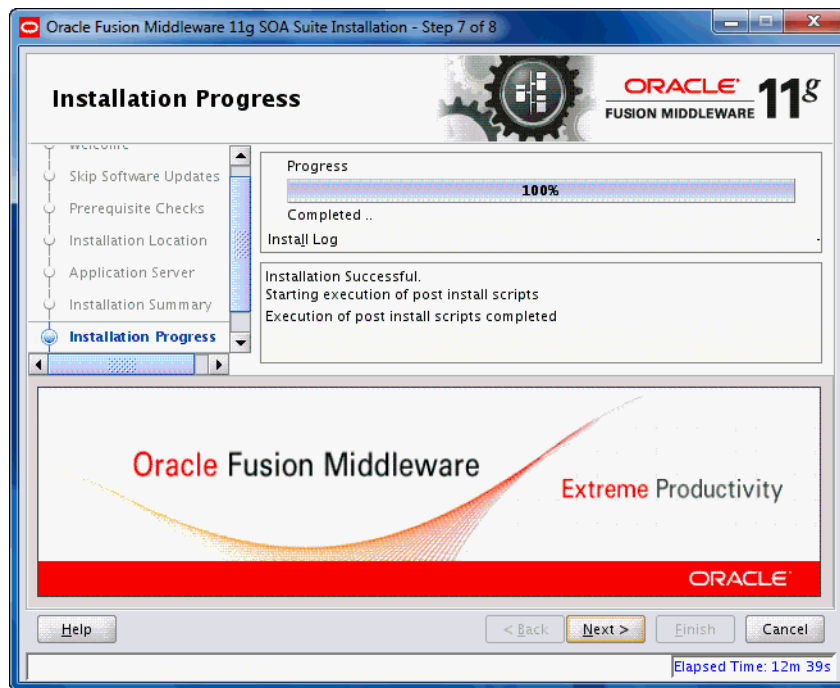 Oracle Fusion Middleware 11g SOA Suite Installation - Step 7 of 8
Installation Progress
ORACLE
FUSION MIDDLEWARE 11g
Welcome
Skip Software Updates
Prerequisite Checks
Installation Location
Application Server
Installation Summary
Installation Progress
Progress
100%
Completed ..
Install Log
Installation Successful.
Starting execution of post install scripts
Execution of post install scripts completed
Oracle Fusion Middleware
Extreme Productivity
ORACLE
Help
< Back
Next >
Finish
Cancel
Elapsed Time: 12m 39s